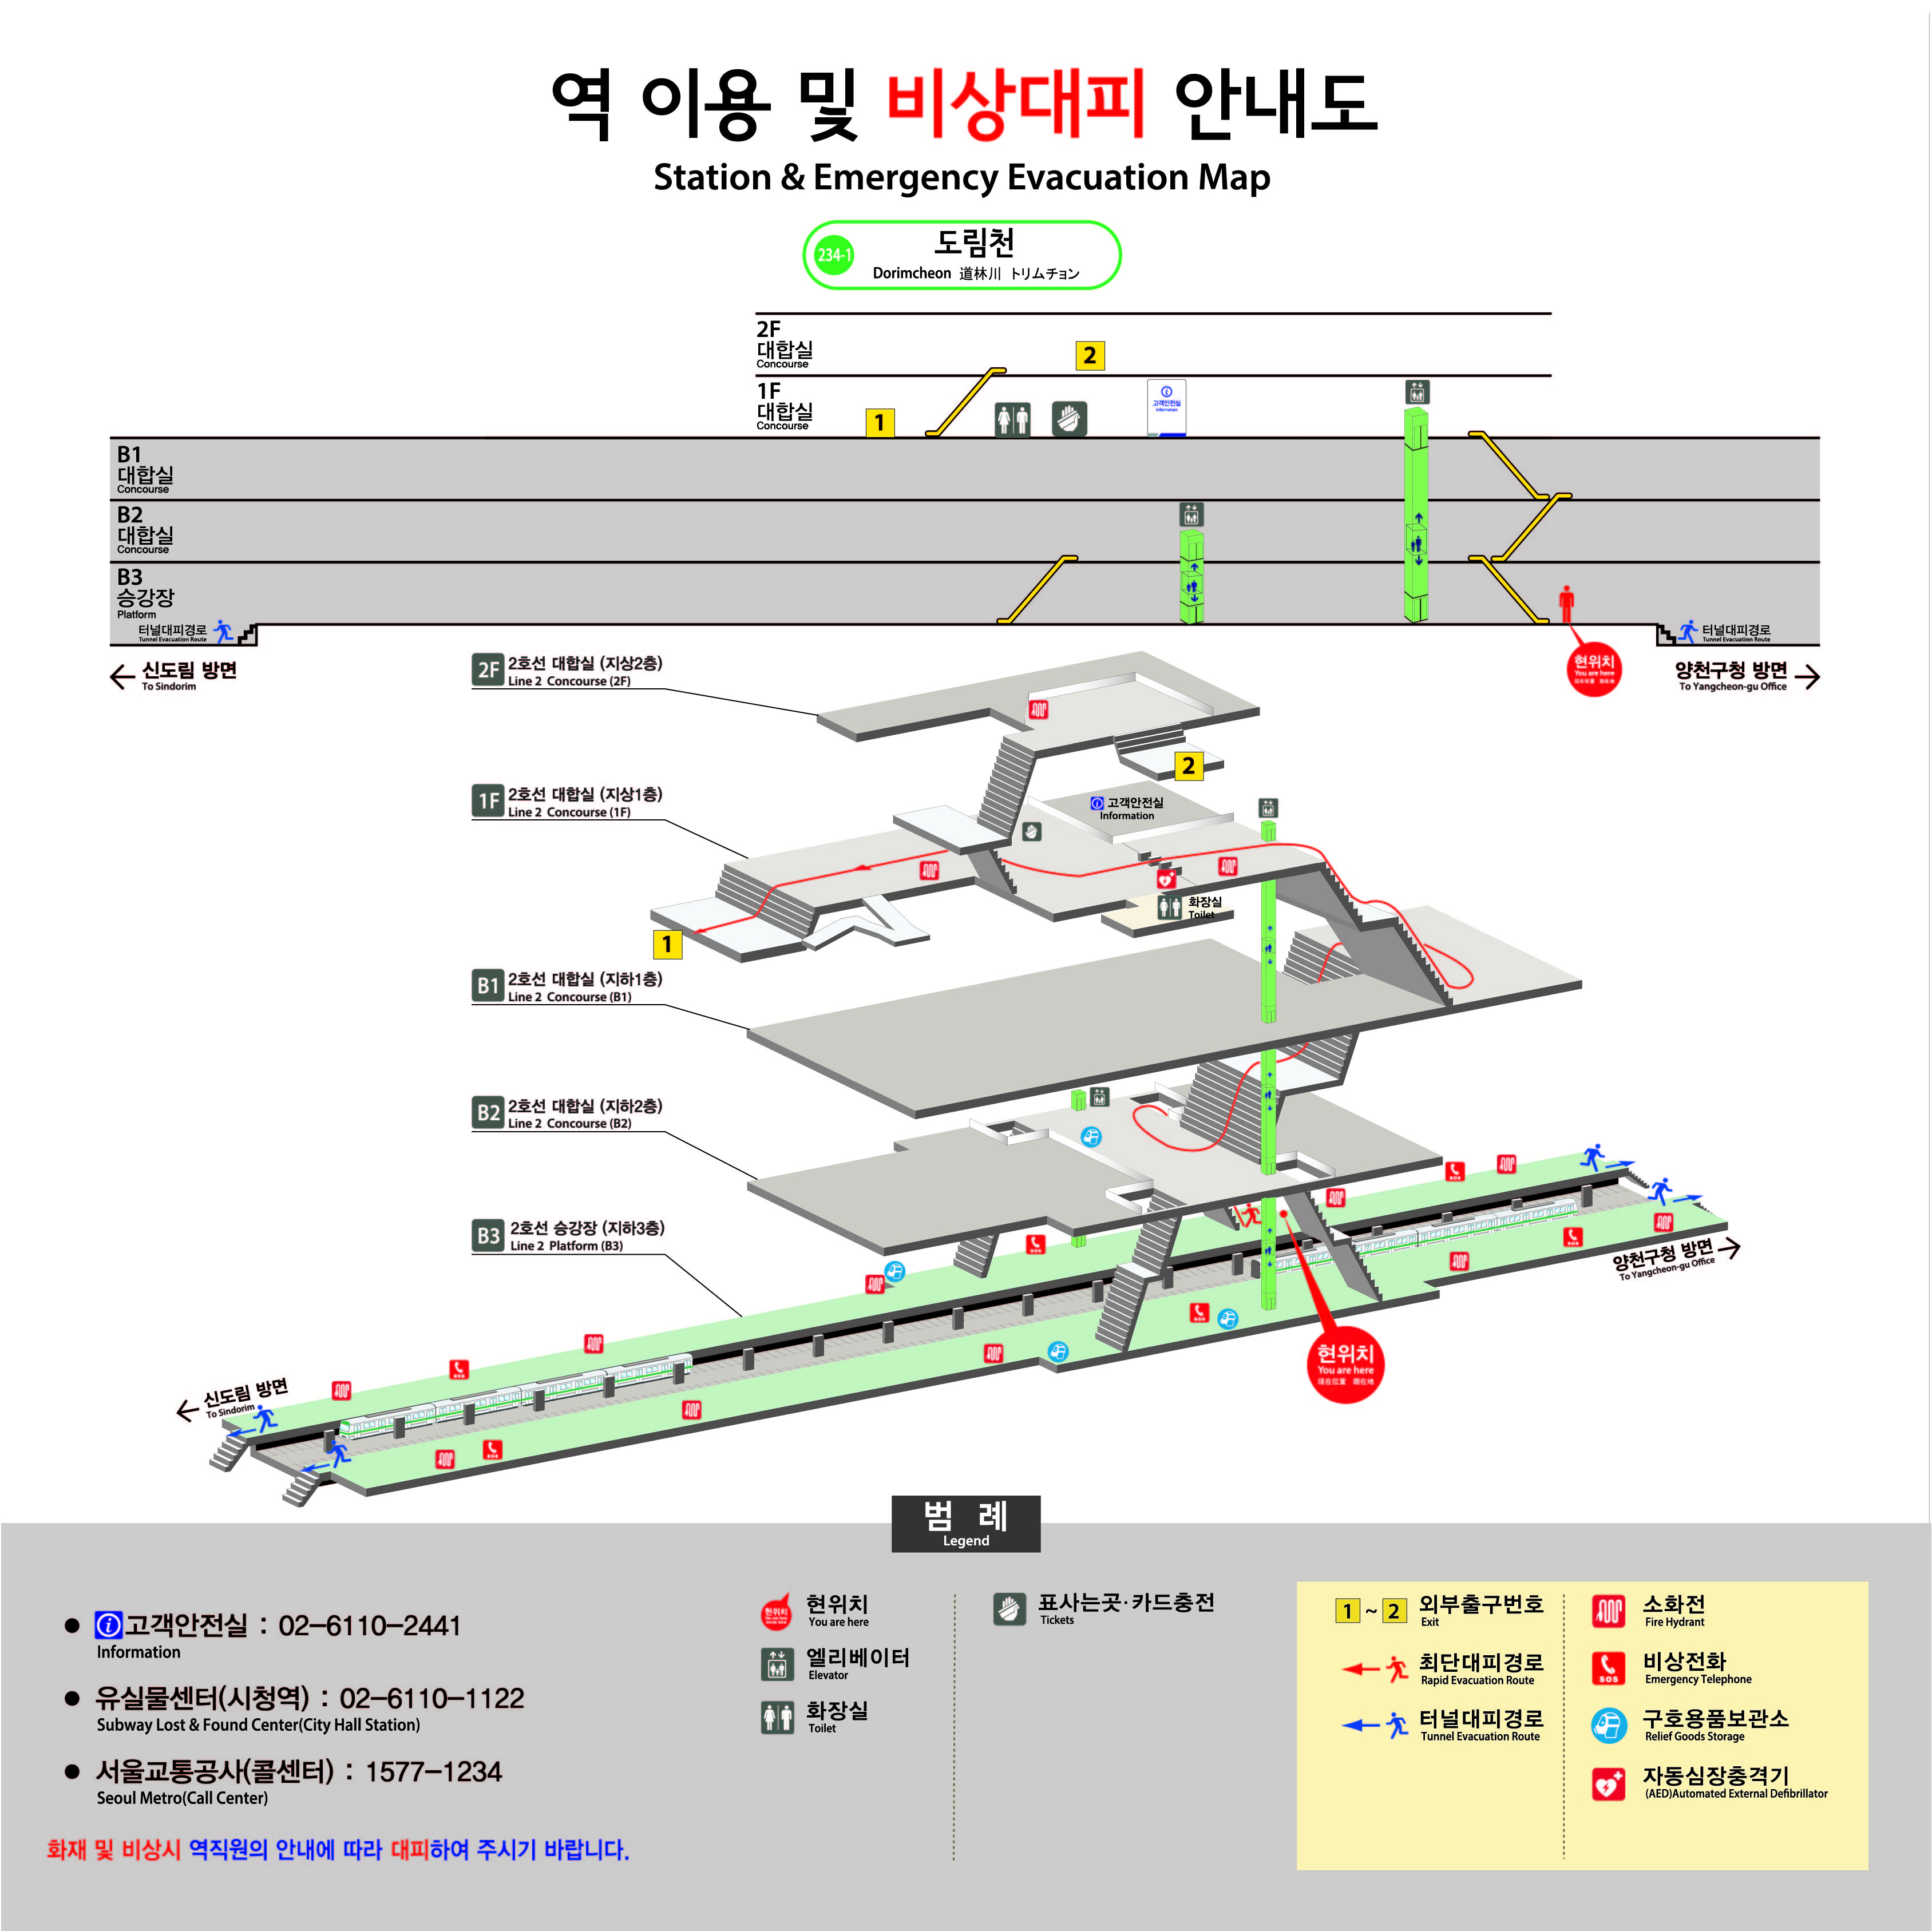 역 이용 및 비상대피 안내도
Station & Emergency Evacuation Map
234-1
도림천
Dorimcheon 道林川 トリムチョン
2F
대합실
Concourse
2
1F
대합실
Concourse
1
고객안전실
Information
B1
대합실
Concourse
B2
대합실
Concourse
B3
승강장
Platform
터널대피경로
Tunnel Evacuation Route
터널대피경로
Tunnel Evacuation Route
← 신도림 방면
To Sindorim
현위치
You are here
양천구청 방면 →
To Yangcheon-gu Office
2F 2호선 대합실 (지상2층)
Line 2 Concourse (2F)
2
1F 2호선 대합실 (지상1층)
Line 2 Concourse (1F)
고객안전실
Information
화장실
Toilet
1
B1 2호선 대합실 (지하1층)
Line 2 Concourse (B1)
B2 2호선 대합실 (지하2층)
Line 2 Concourse (B2)
B3 2호선 승강장 (지하3층)
Line 2 Platform (B3)
양천구청 방면 →
To Yangcheon-gu Office
현위치
You are here
現在位置 現在地
← 신도림 방면
To Sindorim
범 례
Legend
● 고객안전실 : 02-6110-2441
Information
● 유실물센터(시청역) : 02-6110-1122
Subway Lost & Found Center(City Hall Station)
● 서울교통공사(콜센터) : 1577-1234
Seoul Metro(Call Center)
화재 및 비상시 역직원의 안내에 따라 대피하여 주시기 바랍니다.
현위치
You are here
엘리베이터
Elevator
화장실
Toilet
표사는곳·카드충전
Tickets
1 ~ 2 외부출구번호
Exit
최단대피경로
Rapid Evacuation Route
터널대피경로
Tunnel Evacuation Route
소화전
Fire Hydrant
SOS
비상전화
Emergency Telephone
구호용품보관소
Relief Goods Storage
자동심장충격기
(AED)Automated External Defibrillator